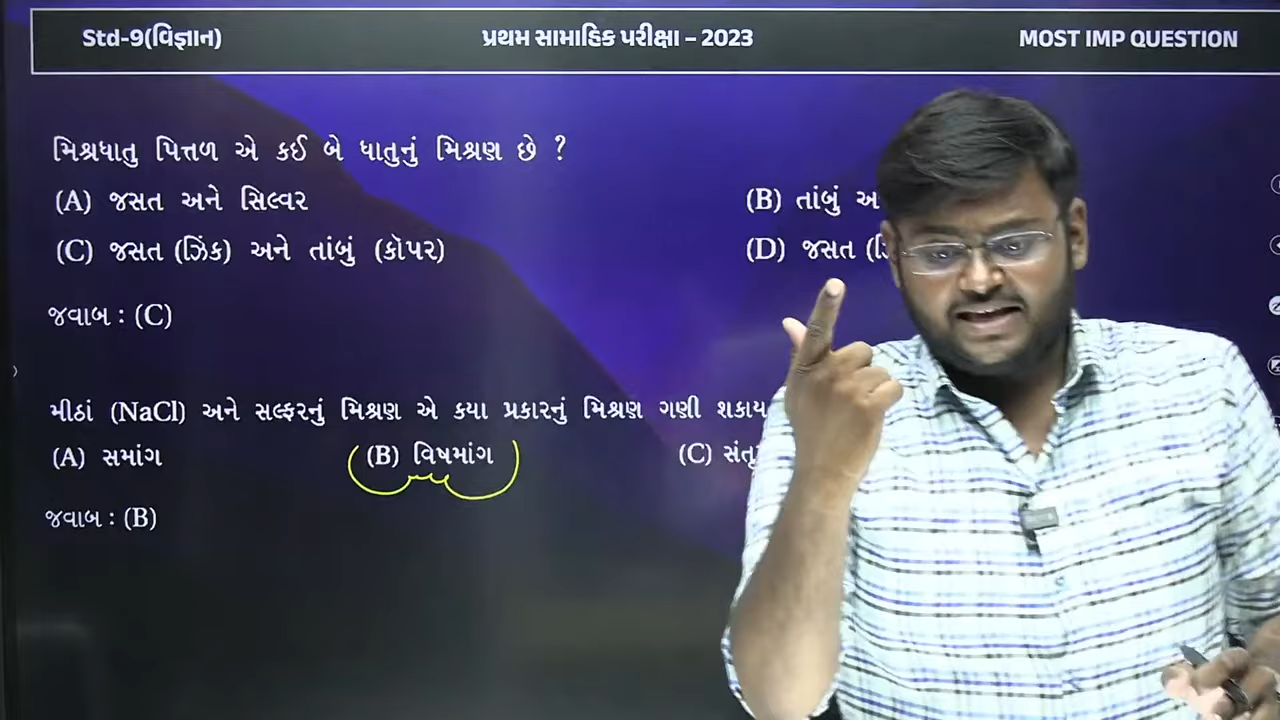 Std-9(વિજ્ઞાન) પ્રથમ સામાહિક પરીક્ષા – 2023 MOST IMP QUESTION
મિશ્રધાતુ પિત્તળ એ કઈ બે ધાતુનું મિશ્રણ છે ?
(A) જસત અને સિલ્વર (B) તાંબું
(C) જસત (ઝિંક) અને તાંબું (કૉપર) (D) જસત
જવાબ : (C)
મીઠાં (NaCl) અને સલ્ફરનું મિશ્રણ એ કયા પ્રકારનું મિશ્રણ ગણી શકાય
(A) સમાંગ (B) વિષમાંગ (C)
જવાબ : (B)